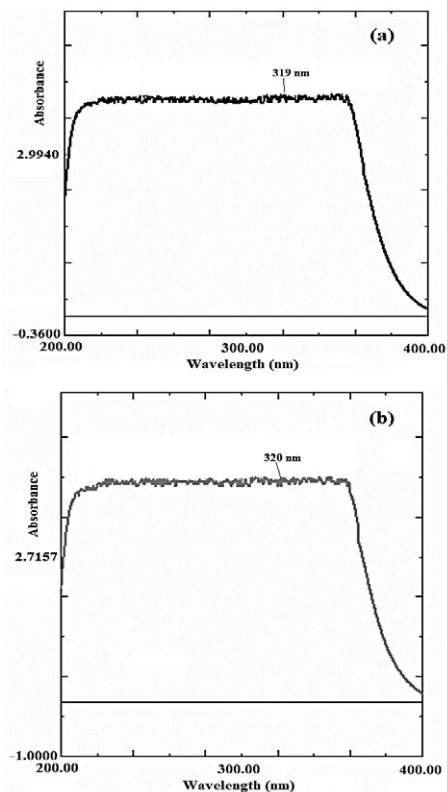 (a)
319 nm
Absorbance
2.9940
-0.3600
200.00 300.00 400.00
Wavelength (nm)
(b)
320 nm
Absorbance
2.7157
-1.0000
200.00 300.00 400.00
Wavelength (nm)